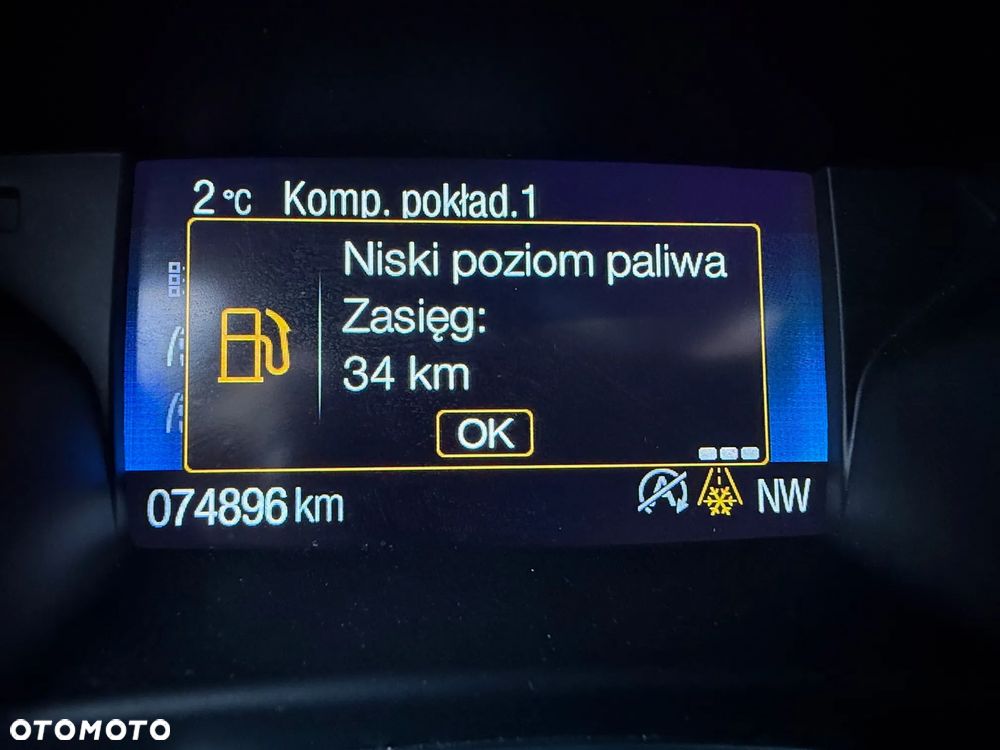 2 °C Komp. pokład.1
Niski poziom paliwa
Zasięg:
34 km
OK
074896 km
A
NW
OTOMOTO